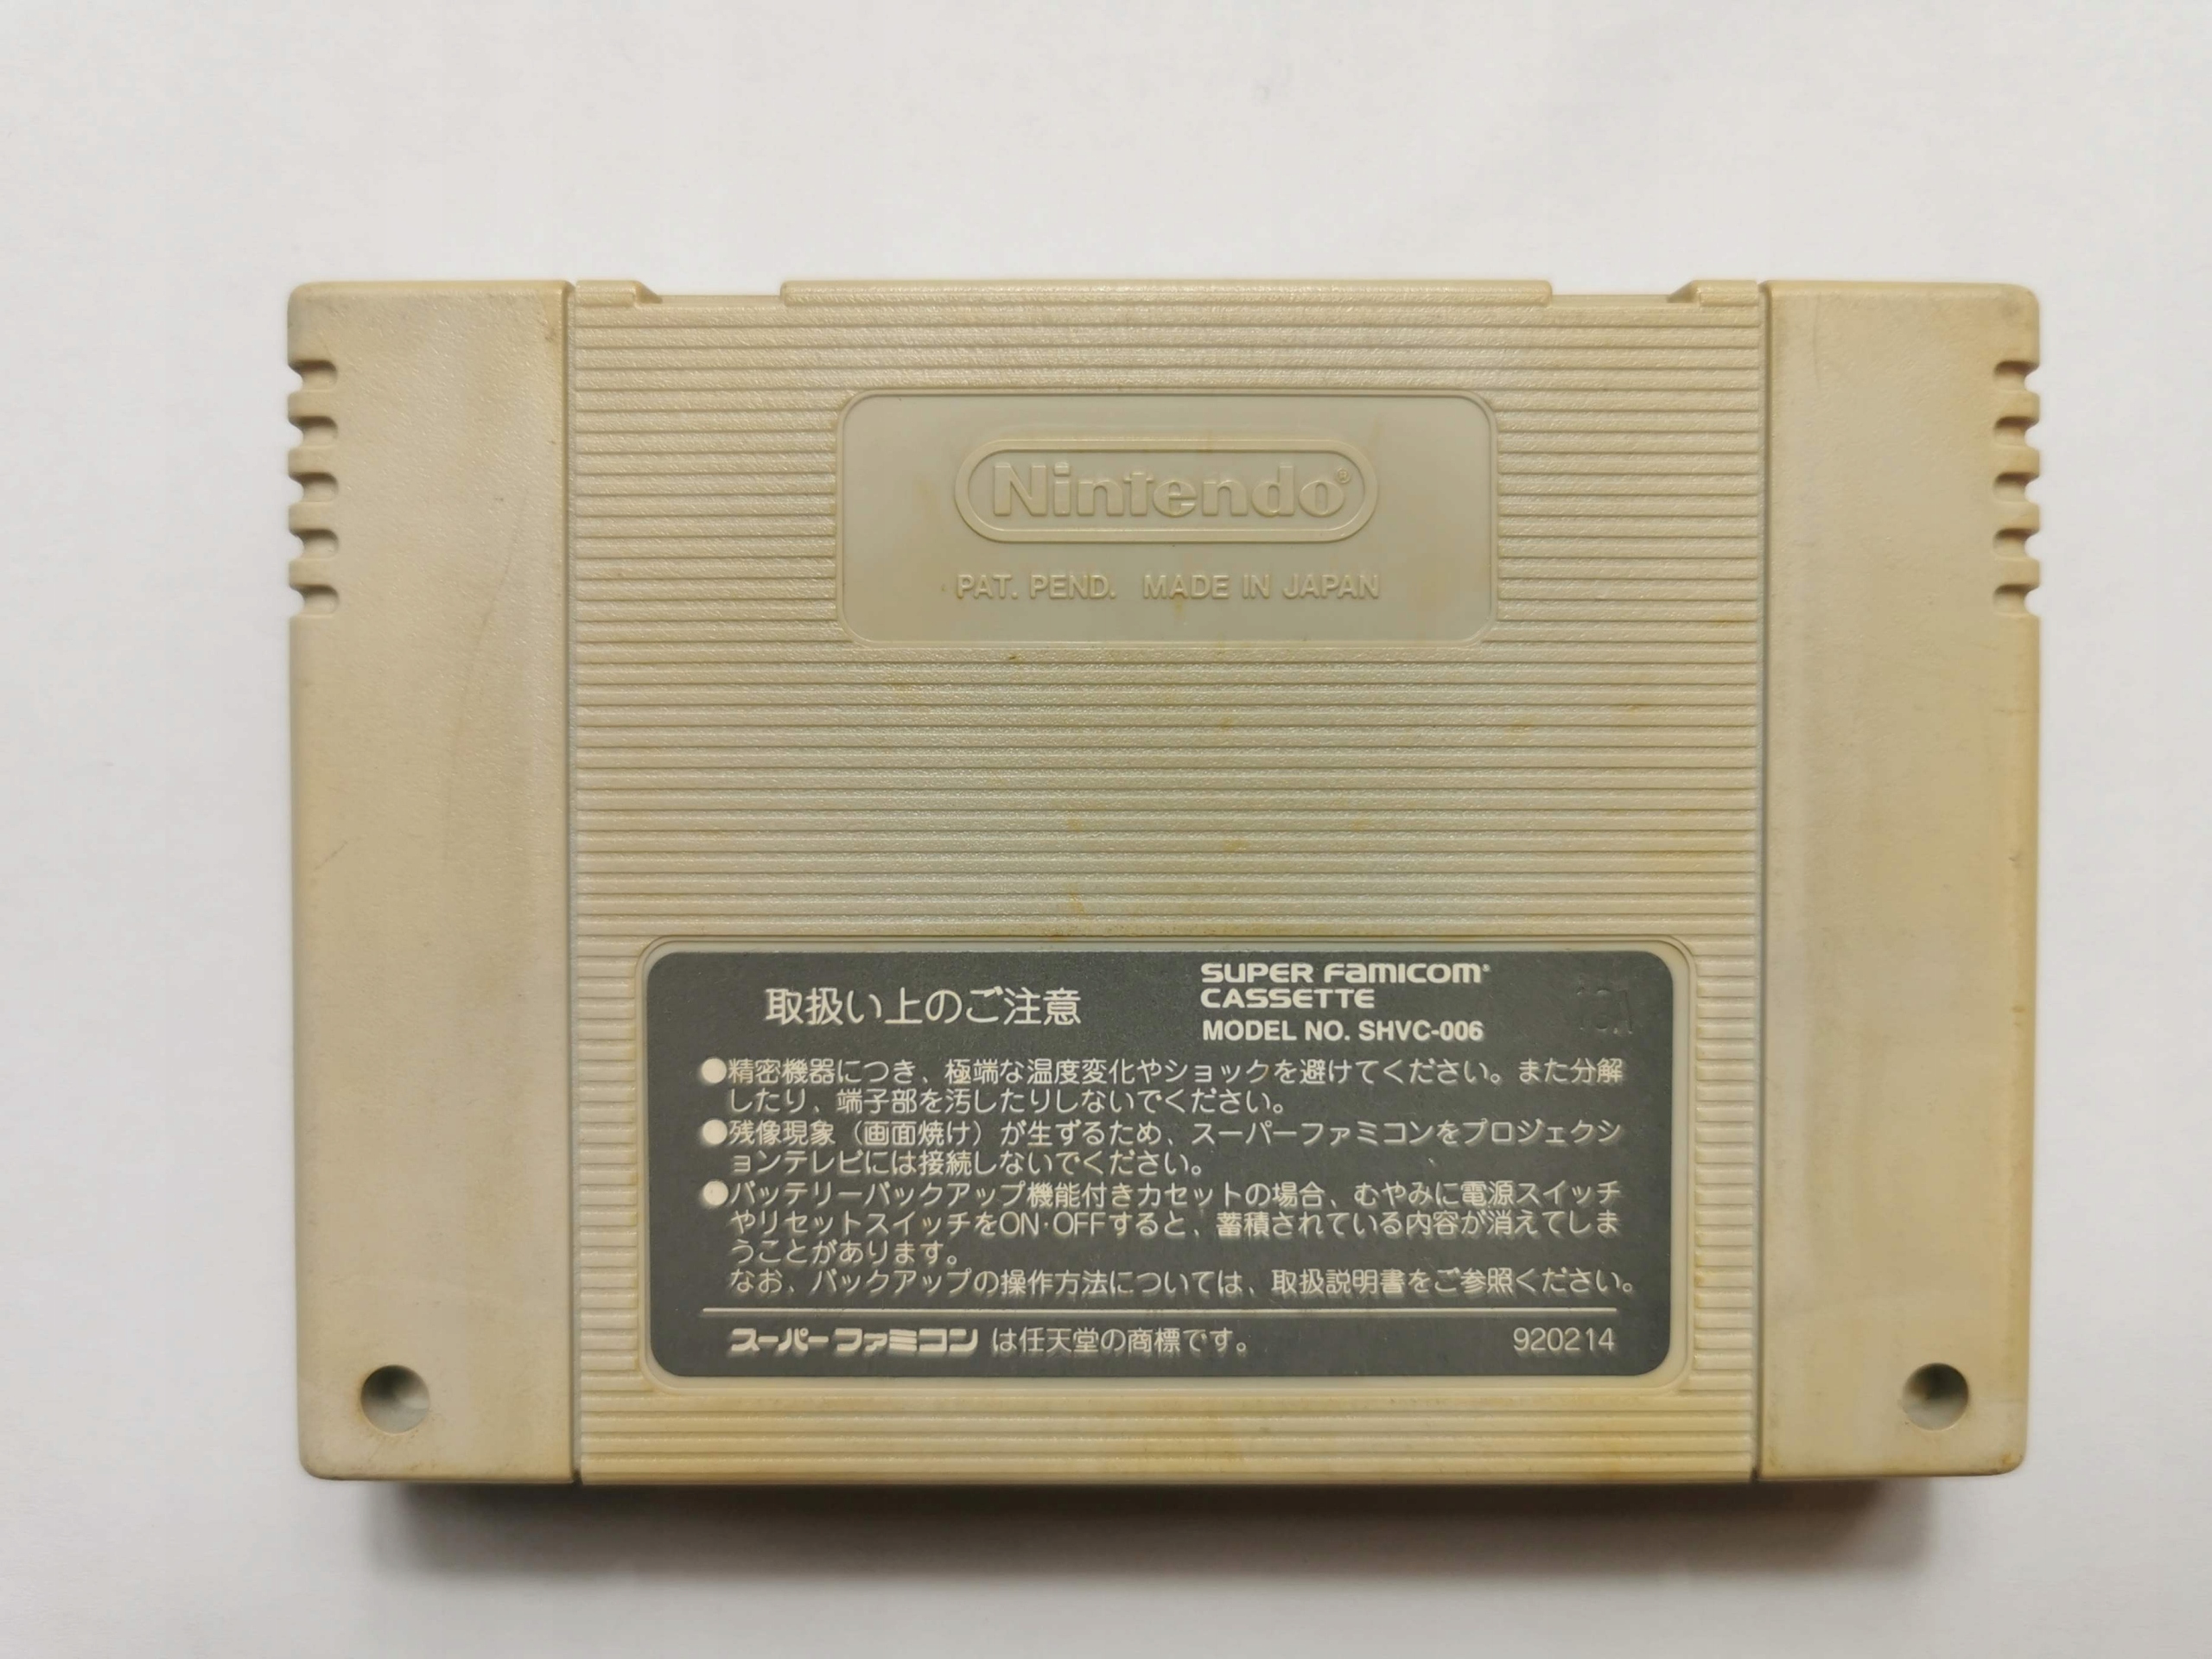 Nintendo®
PAT. PEND. MADE IN JAPAN
取扱い上のご注意
SUPER FAMICOM®
CASSETTE
MODEL NO. SHVC-006
●精密機器につき、極端な温度変化やショックを避けてください。また分解
したり、端子部を汚したりしないでください。
●残像現象（画面焼け）が生ずるため、スーパーファミコンをプロジェクシ
ョンテレビには接続しないでください。
●バッテリーバックアップ機能付きカセットの場合、むやみに電源スイッチ
やリセットスイッチをON・OFFすると、蓄積されている内容が消えてしま
うことがあります。
なお、バックアップの操作方法については、取扱説明書をご参照ください。
スーパーファミコン は任天堂の商標です。
920214